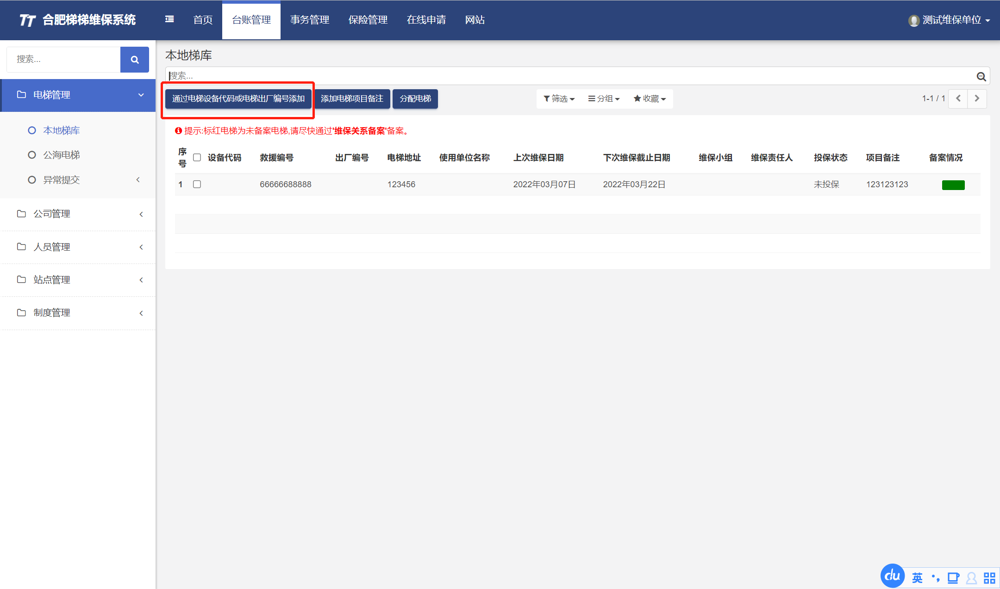 TT 合肥梯梯维保系统
首页 台账管理 事务管理 保险管理 在线申请 网站
测试维保单位
搜索...
电梯管理
本地梯库
公海电梯
异常提交
公司管理
人员管理
站点管理
制度管理
本地梯库
搜索...
通过电梯设备代码或电梯出厂编号添加 添加电梯项目备注 分配电梯
筛选 分组 收藏
1-1 / 1
提示:标红电梯为未备案电梯,请尽快通过'维保关系备案'备案。
序号 设备代码 救援编号 出厂编号 电梯地址 使用单位名称 上次维保日期 下次维保截止日期 维保小组 维保责任人 投保状态 项目备注 备案情况
1 66666688888 123456 2022年03月07日 2022年03月22日 未投保 123123123
du 英